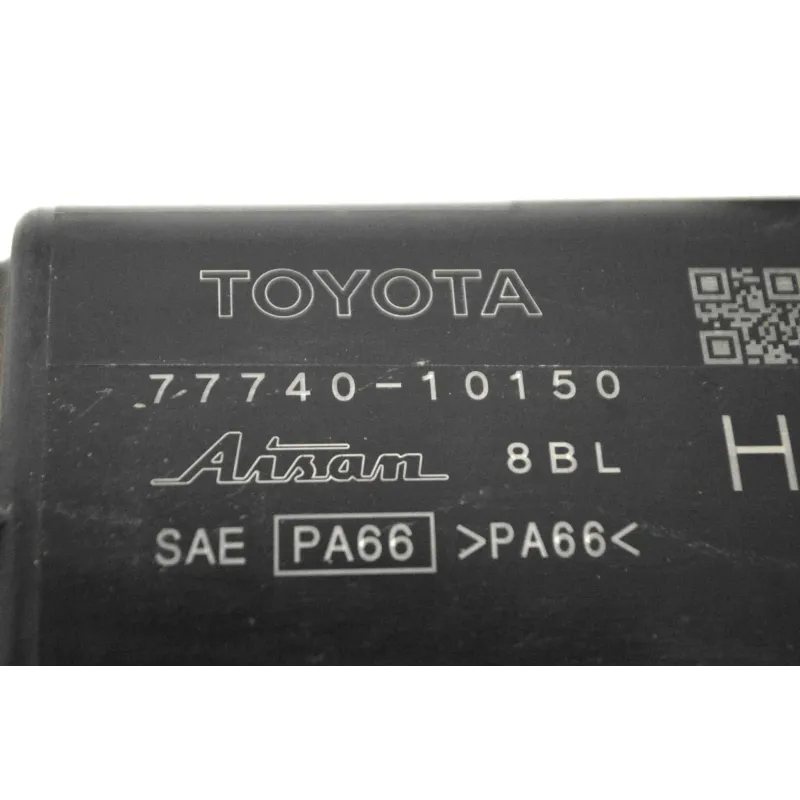 TOYOTA
77740-10150
Aisan 8BL H
SAE PA66 >PA66<